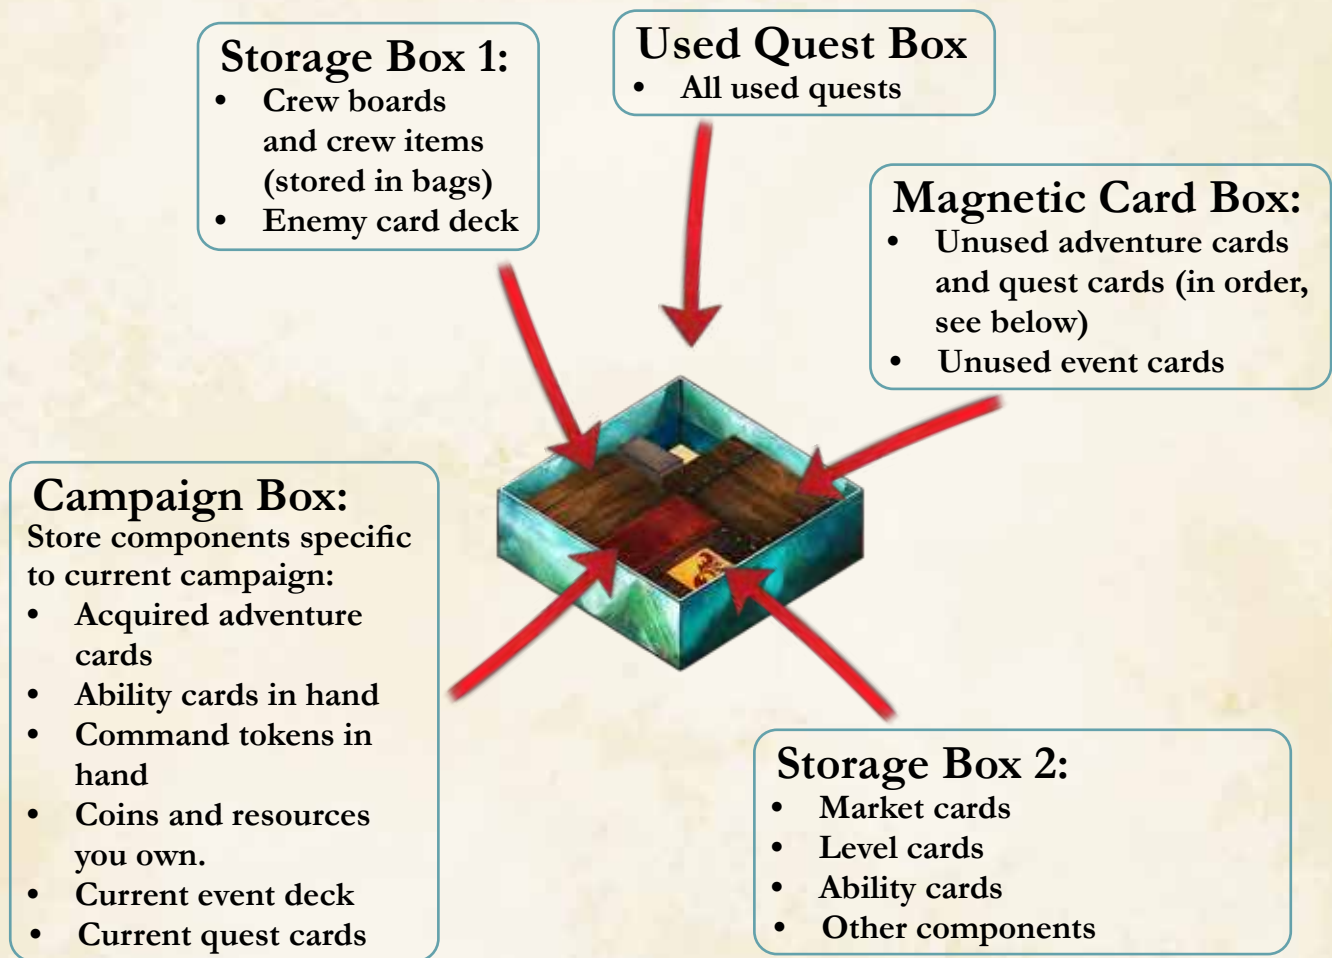 Storage Box 1:
• Crew boards
and crew items
(stored in bags)
• Enemy card deck
Used Quest Box
• All used quests
Magnetic Card Box:
• Unused adventure cards
and quest cards (in order,
see below)
• Unused event cards
Campaign Box:
Store components specific
to current campaign:
• Acquired adventure
cards
• Ability cards in hand
• Command tokens in
hand
• Coins and resources
you own.
• Current event deck
• Current quest cards
Storage Box 2:
• Market cards
• Level cards
• Ability cards
• Other components